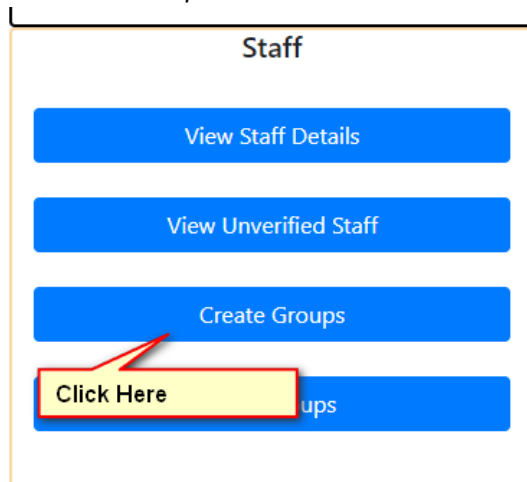 Staff
View Staff Details
View Unverified Staff
Create Groups
Click Here
ups